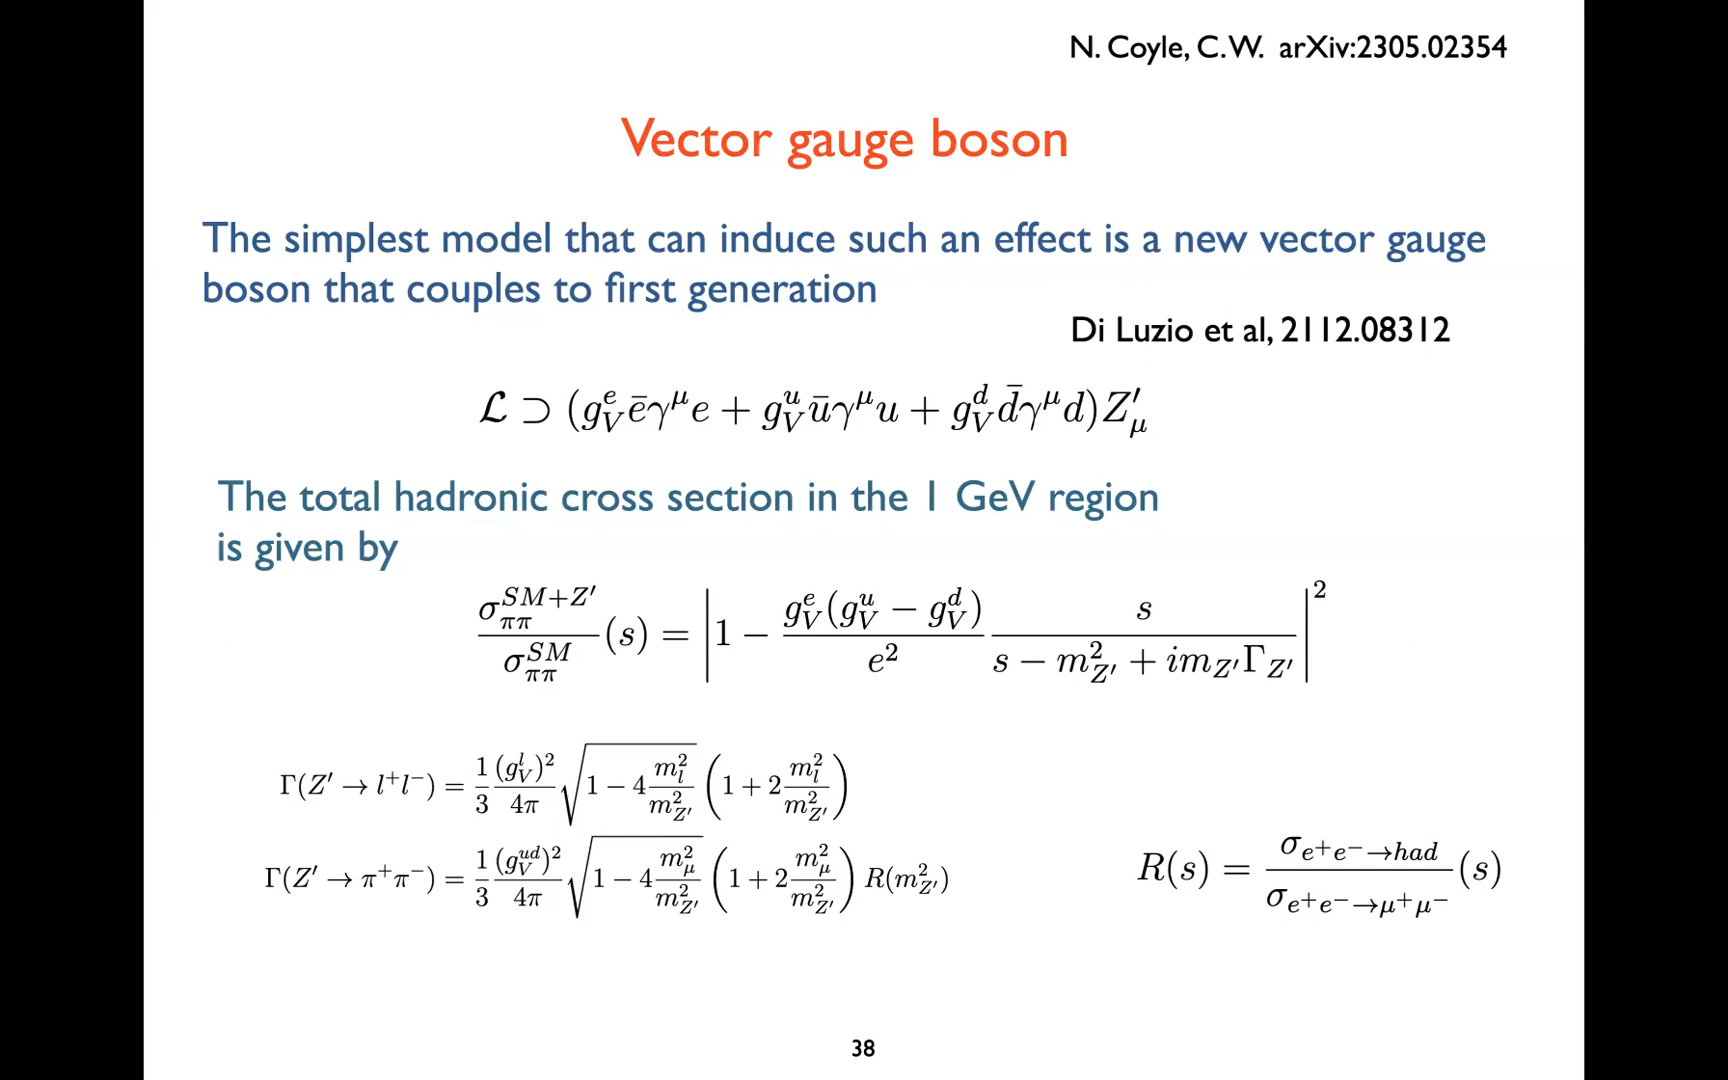 N. Coyle, C.W. arXiv:2305.02354
Vector gauge boson
The simplest model that can induce such an effect is a new vector gauge
boson that couples to first generation
Di Luzio et al, 2112.08312
$\mathcal{L} \supset (g_V^e \bar{e}\gamma^\mu e + g_V^u \bar{u}\gamma^\mu u + g_V^d \bar{d}\gamma^\mu d) Z'_\mu$
The total hadronic cross section in the 1 GeV region
is given by
$\frac{\sigma_{\pi\pi}^{SM+Z'}}{\sigma_{\pi\pi}^{SM}}(s) = \left| 1 - \frac{g_V^e (g_V^u - g_V^d)}{e^2} \frac{s}{s - m_{Z'}^2 + i m_{Z'} \Gamma_{Z'}} \right|^2$
$\Gamma(Z' \to l^+ l^-) = \frac{1}{3} \frac{(g_V^l)^2}{4\pi} \sqrt{1 - 4\frac{m_l^2}{m_{Z'}^2}} \left( 1 + 2\frac{m_l^2}{m_{Z'}^2} \right)$
$\Gamma(Z' \to \pi^+ \pi^-) = \frac{1}{3} \frac{(g_V^{ud})^2}{4\pi} \sqrt{1 - 4\frac{m_\mu^2}{m_{Z'}^2}} \left( 1 + 2\frac{m_\mu^2}{m_{Z'}^2} \right) R(m_{Z'}^2)$
$R(s) = \frac{\sigma_{e^+e^- \to had}}{\sigma_{e^+e^- \to \mu^+\mu^-}}(s)$
38